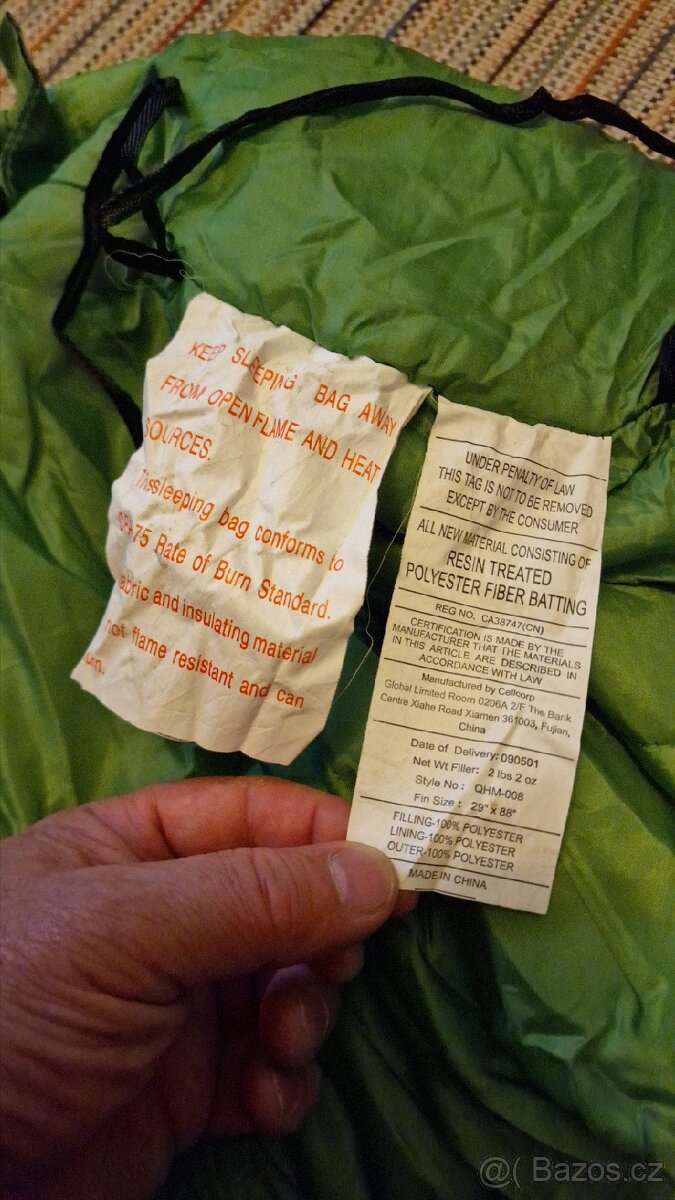 KEEP SLEEPING BAG AWAY
FROM OPEN FLAME AND HEAT
SOURCES.
This sleeping bag conforms to
75 Rate of Burn Standard.
fabric and insulating material
not flame resistant and can
UNDER PENALTY OF LAW
THIS TAG IS NOT TO BE REMOVED
EXCEPT BY THE CONSUMER
ALL NEW MATERIAL CONSISTING OF
RESIN TREATED
POLYESTER FIBER BATTING
REG NO. CA38747(CN)
CERTIFICATION IS MADE BY THE
MANUFACTURER THAT THE MATERIALS
IN THIS ARTICLE ARE DESCRIBED IN
ACCORDANCE WITH LAW
Manufactured by Cellcorp
Global Limited Room 0206A 2/F The Bank
Centre Xiahe Road Xiamen 361003, Fujian,
China
Date of Delivery: 090501
Net Wt Filler: 2 lbs 2 oz
Style No: QHM-008
Fin Size: 29" x 88"
FILLING-100% POLYESTER
LINING-100% POLYESTER
OUTER-100% POLYESTER
MADE IN CHINA
@( Bazos.cz